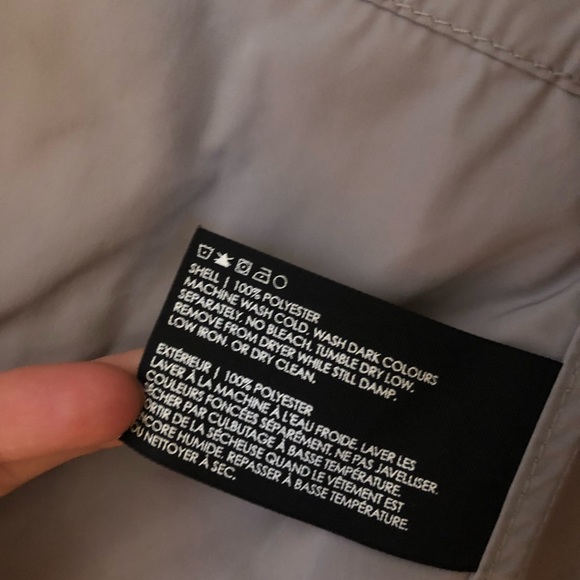 SHELL | 100% POLYESTER
MACHINE WASH COLD. WASH DARK COLOURS
SEPARATELY. NO BLEACH. TUMBLE DRY LOW.
REMOVE FROM DRYER WHILE STILL DAMP.
LOW IRON. OR DRY CLEAN.
EXTÉRIEUR | 100% POLYESTER
LAVER À LA MACHINE À L'EAU FROIDE. LAVER LES
COULEURS FONCÉES SÉPARÉMENT. NE PAS JAVELLISER.
SÉCHER PAR CULBUTAGE À BASSE TEMPÉRATURE.
SORTIR DE LA SÉCHEUSE QUAND LE VÊTEMENT EST
ENCORE HUMIDE. REPASSER À BASSE TEMPÉRATURE.
OU NETTOYER À SEC.